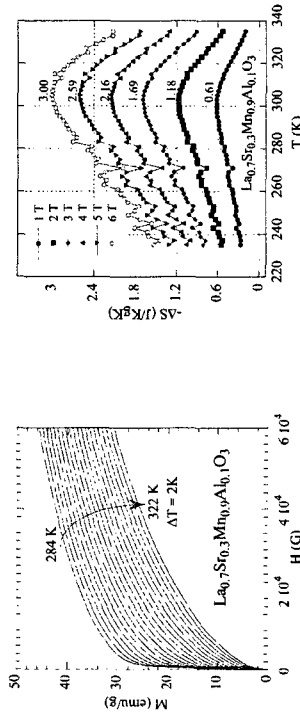 50
40
30
20
10
0
M (emu/g)
284 K
322 K
ΔT = 2K
La0.7Sr0.3Mn0.9Al0.1O3
0
2 10^4
4 10^4
6 10^4
H (G)
3
2.4
1.8
1.2
0.6
0
-ΔS (J/KgK)
1 T
2 T
3 T
4 T
5 T
6 T
3.00
2.59
2.16
1.69
1.18
0.61
La0.7Sr0.3Mn0.9Al0.1O3
220
240
260
280
300
320
340
T (K)